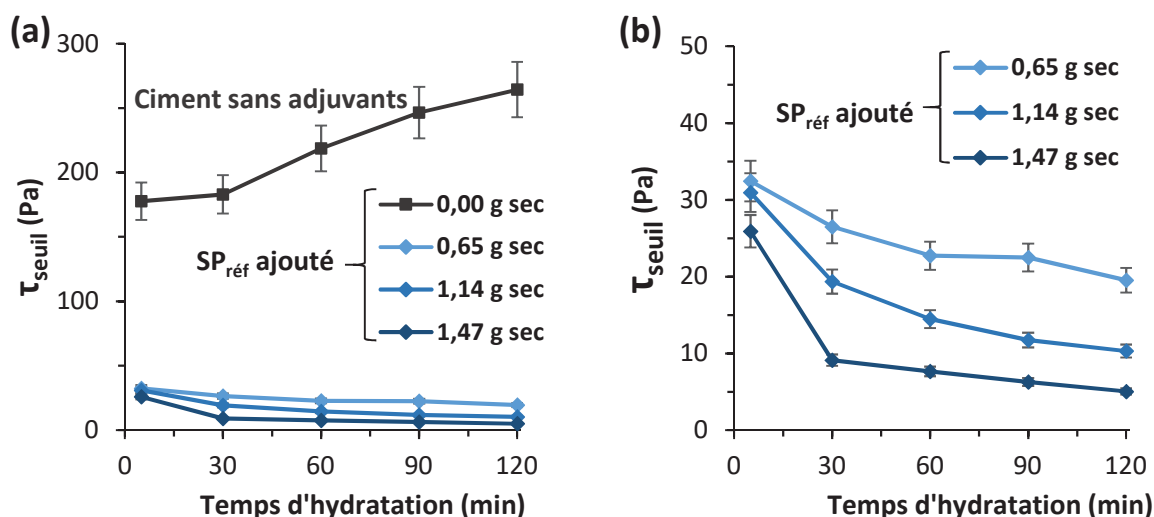 (a)
300
200
100
0
0 30 60 90 120
τseuil (Pa)
Temps d'hydratation (min)
Ciment sans adjuvants
SPréf ajouté
0,00 g sec
0,65 g sec
1,14 g sec
1,47 g sec
(b)
50
40
30
20
10
0
0 30 60 90 120
τseuil (Pa)
Temps d'hydratation (min)
SPréf ajouté
0,65 g sec
1,14 g sec
1,47 g sec